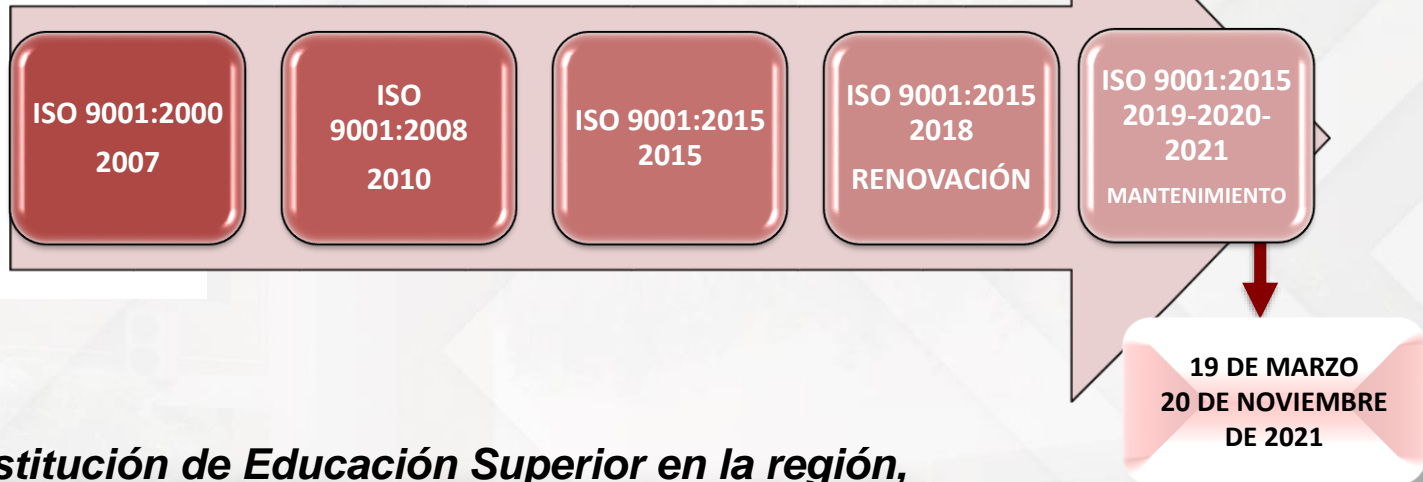 ISO 9001:2000
2007
ISO
9001:2008
2010
ISO 9001:2015
2015
ISO 9001:2015
2018
RENOVACIÓN
ISO 9001:2015
2019-2020-
2021
MANTENIMIENTO
19 DE MARZO
20 DE NOVIEMBRE
DE 2021
de Educación Superior en la región,